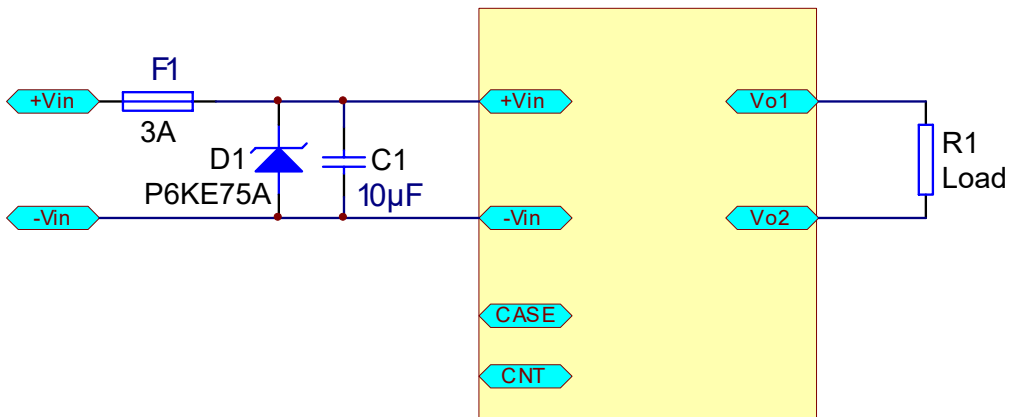 F1
+Vin
3A
D1
P6KE75A
C1
10µF
-Vin
+Vin
-Vin
CASE
CNT
Vo1
Vo2
R1
Load